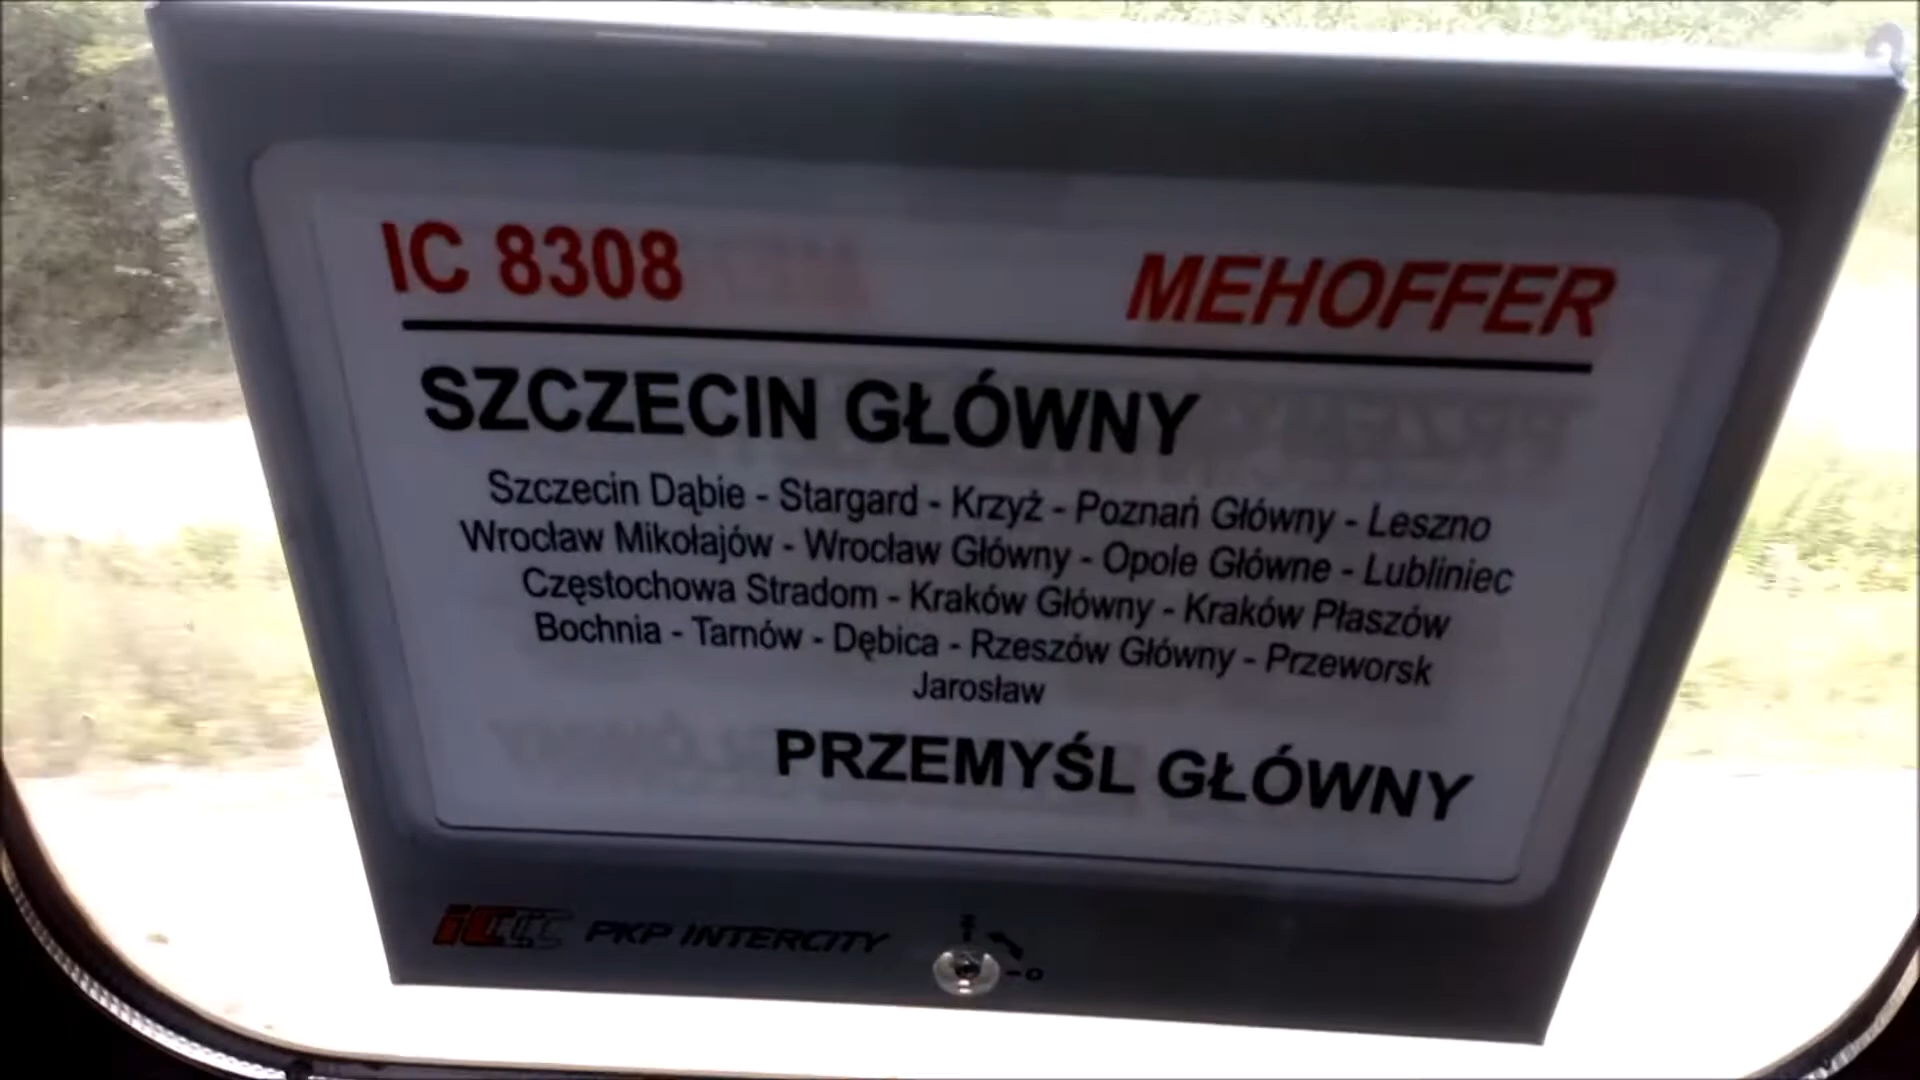 IC 8308 MEHOFFER
SZCZECIN GŁÓWNY
Szczecin Dąbie - Stargard - Krzyż - Poznań Główny - Leszno
Wrocław Mikołajów - Wrocław Główny - Opole Główne - Lubliniec
Częstochowa Stradom - Kraków Główny - Kraków Płaszów
Bochnia - Tarnów - Dębica - Rzeszów Główny - Przeworsk
Jarosław
PRZEMYŚL GŁÓWNY
IC PKP INTERCITY
Z
O